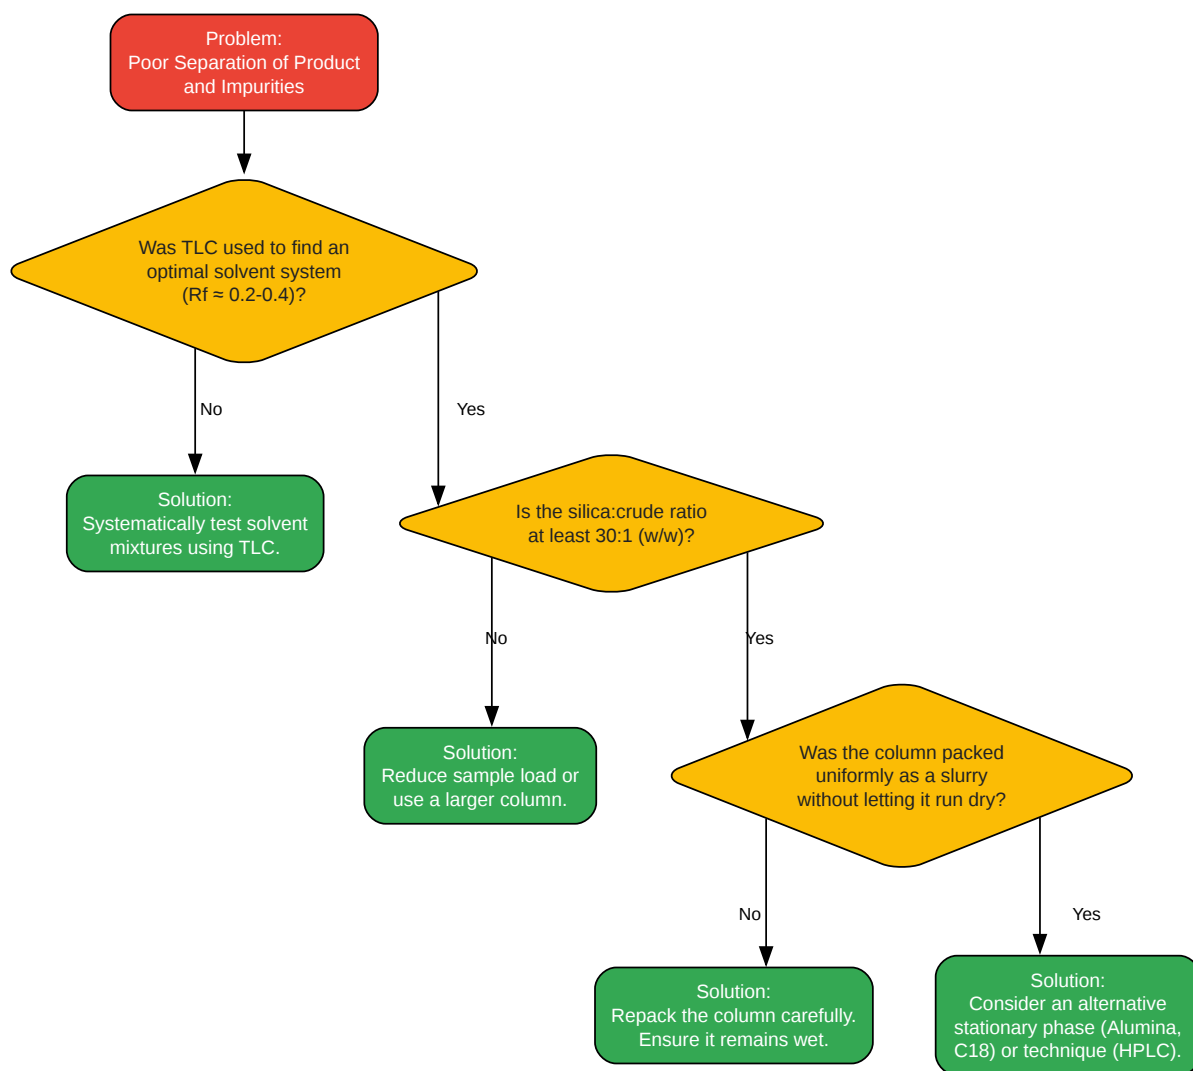 Problem:
Poor Separation of Product
and Impurities
Was TLC used to find an
optimal solvent system
(Rf ≈ 0.2-0.4)?
No
Yes
Solution:
Systematically test solvent
mixtures using TLC.
Is the silica:crude ratio
at least 30:1 (w/w)?
No
Yes
Solution:
Reduce sample load or
use a larger column.
Was the column packed
uniformly as a slurry
without letting it run dry?
No
Yes
Solution:
Repack the column carefully.
Ensure it remains wet.
Solution:
Consider an alternative
stationary phase (Alumina,
C18) or technique (HPLC).